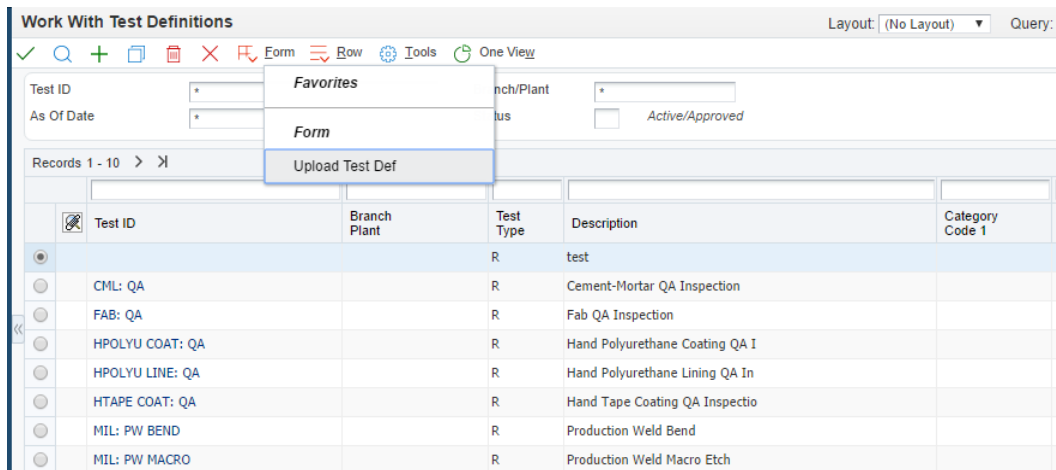 Work With Test Definitions Layout: (No Layout) Query:
Form Row Tools One View
Test ID * Favorites * 
As Of Date * Active/Approved
Form
Records 1 - 10 Upload Test Def
Test ID Branch Plant Test Type Description Category Code 1
R test
CML: QA R Cement-Mortar QA Inspection
FAB: QA R Fab QA Inspection
HPOLYU COAT: QA R Hand Polyurethane Coating QA I
HPOLYU LINE: QA R Hand Polyurethane Lining QA In
HTAPE COAT: QA R Hand Tape Coating QA Inspectio
MIL: PW BEND R Production Weld Bend
MIL: PW MACRO R Production Weld Macro Etch